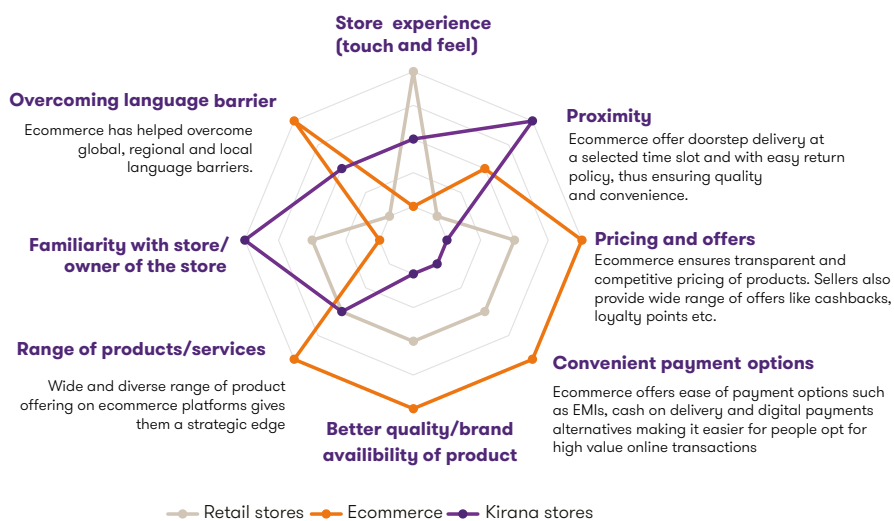 Store experience
(touch and feel)
Overcoming language barrier
Ecommerce has helped overcome
global, regional and local
language barriers.
Proximity
Ecommerce offer doorstep delivery at
a selected time slot and with easy return
policy, thus ensuring quality
and convenience.
Familiarity with store/
owner of the store
Pricing and offers
Ecommerce ensures transparent and
competitive pricing of products. Sellers also
provide wide range of offers like cashbacks,
loyalty points etc.
Range of products/services
Wide and diverse range of product
offering on ecommerce platforms gives
them a strategic edge
Convenient payment options
Ecommerce offers ease of payment options such
as EMIs, cash on delivery and digital payments
alternatives making it easier for people opt for
high value online transactions
Better quality/brand
availibility of product
Retail stores
Ecommerce
Kirana stores